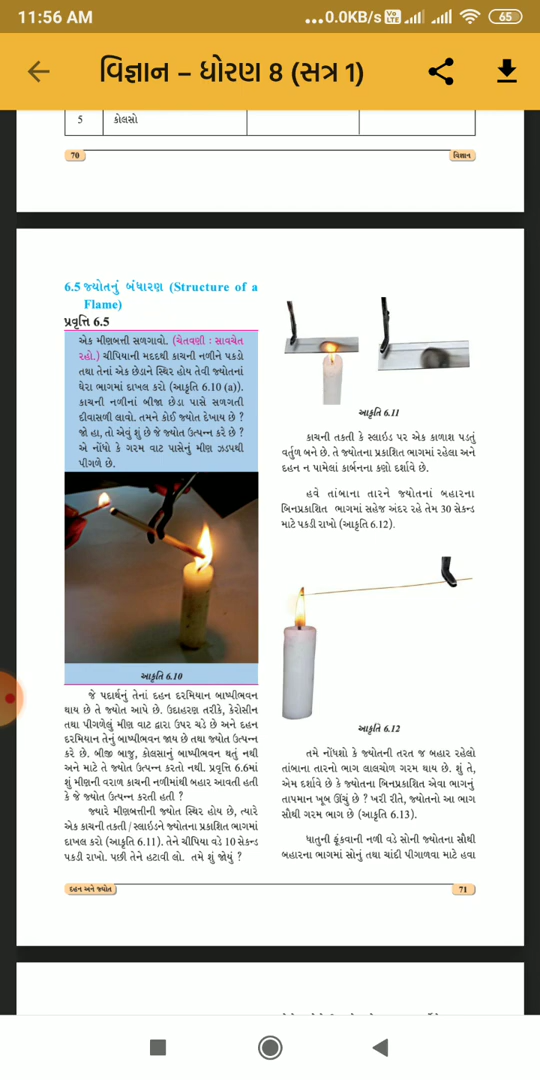 11:56 AM
...0.0KB/s
Vo LTE
65
વિજ્ઞાન – ધોરણ 8 (સત્ર 1)
5 કોલસો
70
વિજ્ઞાન
6.5 જ્યોતનું બંધારણ (Structure of a
Flame)
પ્રવૃત્તિ 6.5
એક મીણબત્તી સળગાવો. (ચેતવણી : સાવચેત
રહો.) ચીપિયાની મદદથી કાચની નળીને પકડો
તથા તેનાં એક છેડાને સ્થિર હોય તેવી જ્યોતનાં
ઘેરા ભાગમાં દાખલ કરો (આકૃતિ 6.10 (a)).
કાચની નળીનાં બીજા છેડા પાસે સળગતી
દીવાસળી લાવો. તમને કોઈ જ્યોત દેખાય છે ?
જો હા, તો એવું શું છે જે જ્યોત ઉત્પન્ન કરે છે ?
એ નોંધો કે ગરમ વાટ પાસેનું મીણ ઝડપથી
પીગળે છે.
આકૃતિ 6.10
જે પદાર્થનું તેનાં દહન દરમિયાન બાષ્પીભવન
થાય છે તે જ્યોત આપે છે. ઉદાહરણ તરીકે, કેરોસીન
તથા પીગળેલું મીણ વાટ દ્વારા ઉપર ચડે છે અને દહન
દરમિયાન તેનું બાષ્પીભવન જાય છે તથા જ્યોત ઉત્પન્ન
કરે છે. બીજી બાજુ, કોલસાનું બાષ્પીભવન થતું નથી
અને માટે તે જ્યોત ઉત્પન્ન કરતો નથી. પ્રવૃત્તિ 6.6માં
શું મીણની વરાળ કાચની નળીમાંથી બહાર આવતી હતી
કે જે જ્યોત ઉત્પન્ન કરતી હતી ?
જ્યારે મીણબત્તીની જ્યોત સ્થિર હોય છે, ત્યારે
એક કાચની તકતી / સ્લાઇડને જ્યોતના પ્રકાશિત ભાગમાં
દાખલ કરો (આકૃતિ 6.11). તેને ચીપિયા વડે 10 સેકન્ડ
પકડી રાખો. પછી તેને હટાવી લો. તમે શું જોયું ?
આકૃતિ 6.11
કાચની તકતી કે સ્લાઇડ પર એક કાળાશ પડતું
વર્તુળ બને છે. તે જ્યોતના પ્રકાશિત ભાગમાં રહેલા અને
દહન ન પામેલાં કાર્બનના કણો દર્શાવે છે.
હવે તાંબાના તારને જ્યોતનાં બહારના
બિનપ્રકાશિત ભાગમાં સહેજ અંદર રહે તેમ 30 સેકન્ડ
માટે પકડી રાખો (આકૃતિ 6.12).
આકૃતિ 6.12
તમે નોંધશો કે જ્યોતની તરત જ બહાર રહેલો
તાંબાના તારનો ભાગ લાલચોળ ગરમ થાય છે. શું તે,
એમ દર્શાવે છે કે જ્યોતના બિનપ્રકાશિત એવા ભાગનું
તાપમાન ખૂબ ઊંચું છે ? ખરી રીતે, જ્યોતનો આ ભાગ
સૌથી ગરમ ભાગ છે (આકૃતિ 6.13).
ધાતુની ફૂંકવાની નળી વડે સોની જ્યોતના સૌથી
બહારના ભાગમાં સોનું તથા ચાંદી પીગાળવા માટે હવા
દહન અને જ્યોત
71